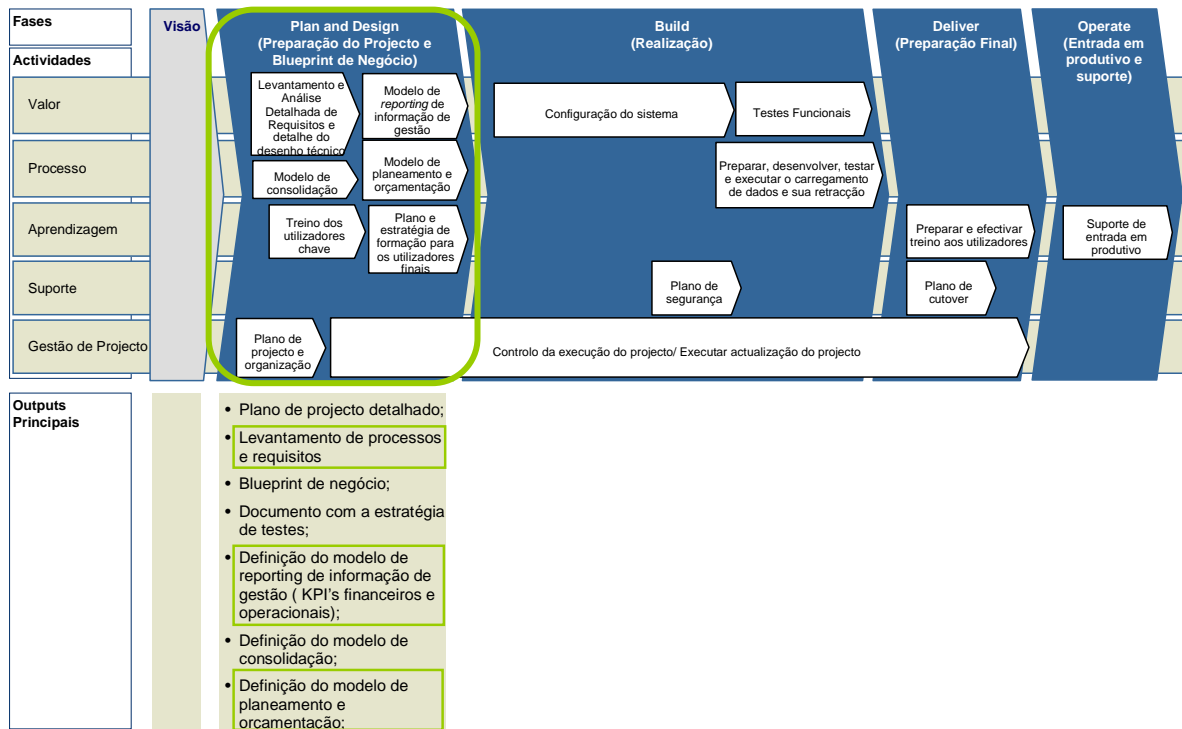 Fases
Visão
Plan and Design
(Preparação do Projecto e
Blueprint de Negócio)
Build
(Realização)
Deliver
(Preparação Final)
Operate
(Entrada em
produtivo e
suporte)
Actividades
Valor
Levantamento e
Análise
Detalhada de
Requisitos e
detalhe do
desenho técnico
Modelo de
reporting de
informação de
gestão
Configuração do sistema
Testes Funcionais
Processo
Modelo de
consolidação
Modelo de
planeamento e
orçamentação
Preparar, desenvolver, testar
e executar o carregamento
de dados e sua retracção
Aprendizagem
Treino dos
utilizadores
chave
Plano e
estratégia de
formação para
os utilizadores
finais
Preparar e efectivar
treino aos utilizadores
Suporte de
entrada em
produtivo
Suporte
Plano de
segurança
Plano de
cutover
Gestão de Projecto
Plano de
projecto e
organização
Controlo da execução do projecto/ Executar actualização do projecto
Outputs
Principais
• Plano de projecto detalhado;
• Levantamento de processos
e requisitos
• Blueprint de negócio;
• Documento com a estratégia
de testes;
• Definição do modelo de
reporting de informação de
gestão ( KPI's financeiros e
operacionais);
• Definição do modelo de
consolidação;
• Definição do modelo de
planeamento e
orçamentação;